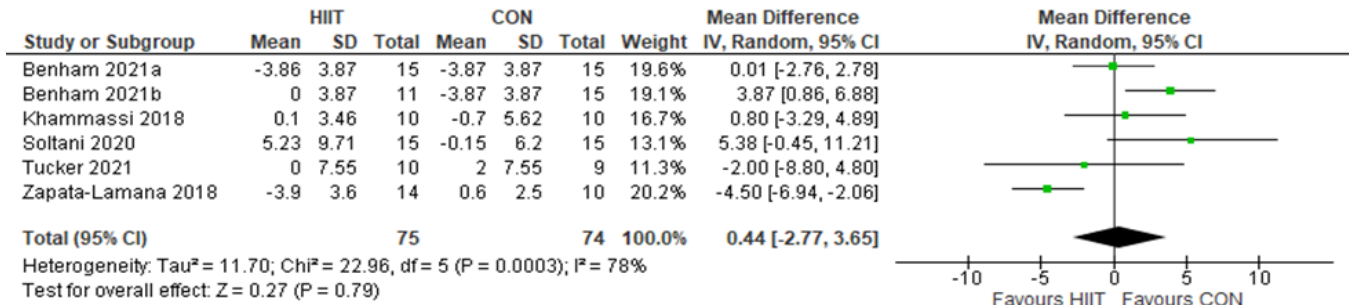 HIIT CON Mean Difference Mean Difference
Study or Subgroup Mean SD Total Mean SD Total Weight IV, Random, 95% CI IV, Random, 95% CI
Benham 2021a -3.86 3.87 15 -3.87 3.87 15 19.6% 0.01 [-2.76, 2.78]
Benham 2021b 0 3.87 11 -3.87 3.87 15 19.1% 3.87 [0.86, 6.88]
Khammassi 2018 0.1 3.46 10 -0.7 5.62 10 16.7% 0.80 [-3.29, 4.89]
Soltani 2020 5.23 9.71 15 -0.15 6.2 15 13.1% 5.38 [-0.45, 11.21]
Tucker 2021 0 7.55 10 2 7.55 9 11.3% -2.00 [-8.80, 4.80]
Zapata-Lamana 2018 -3.9 3.6 14 0.6 2.5 10 20.2% -4.50 [-6.94, -2.06]
Total (95% CI) 75 74 100.0% 0.44 [-2.77, 3.65]
Heterogeneity: Tau² = 11.70; Chi² = 22.96, df = 5 (P = 0.0003); I² = 78%
Test for overall effect: Z = 0.27 (P = 0.79)
-10 -5 0 5 10
Favours HIIT Favours CON